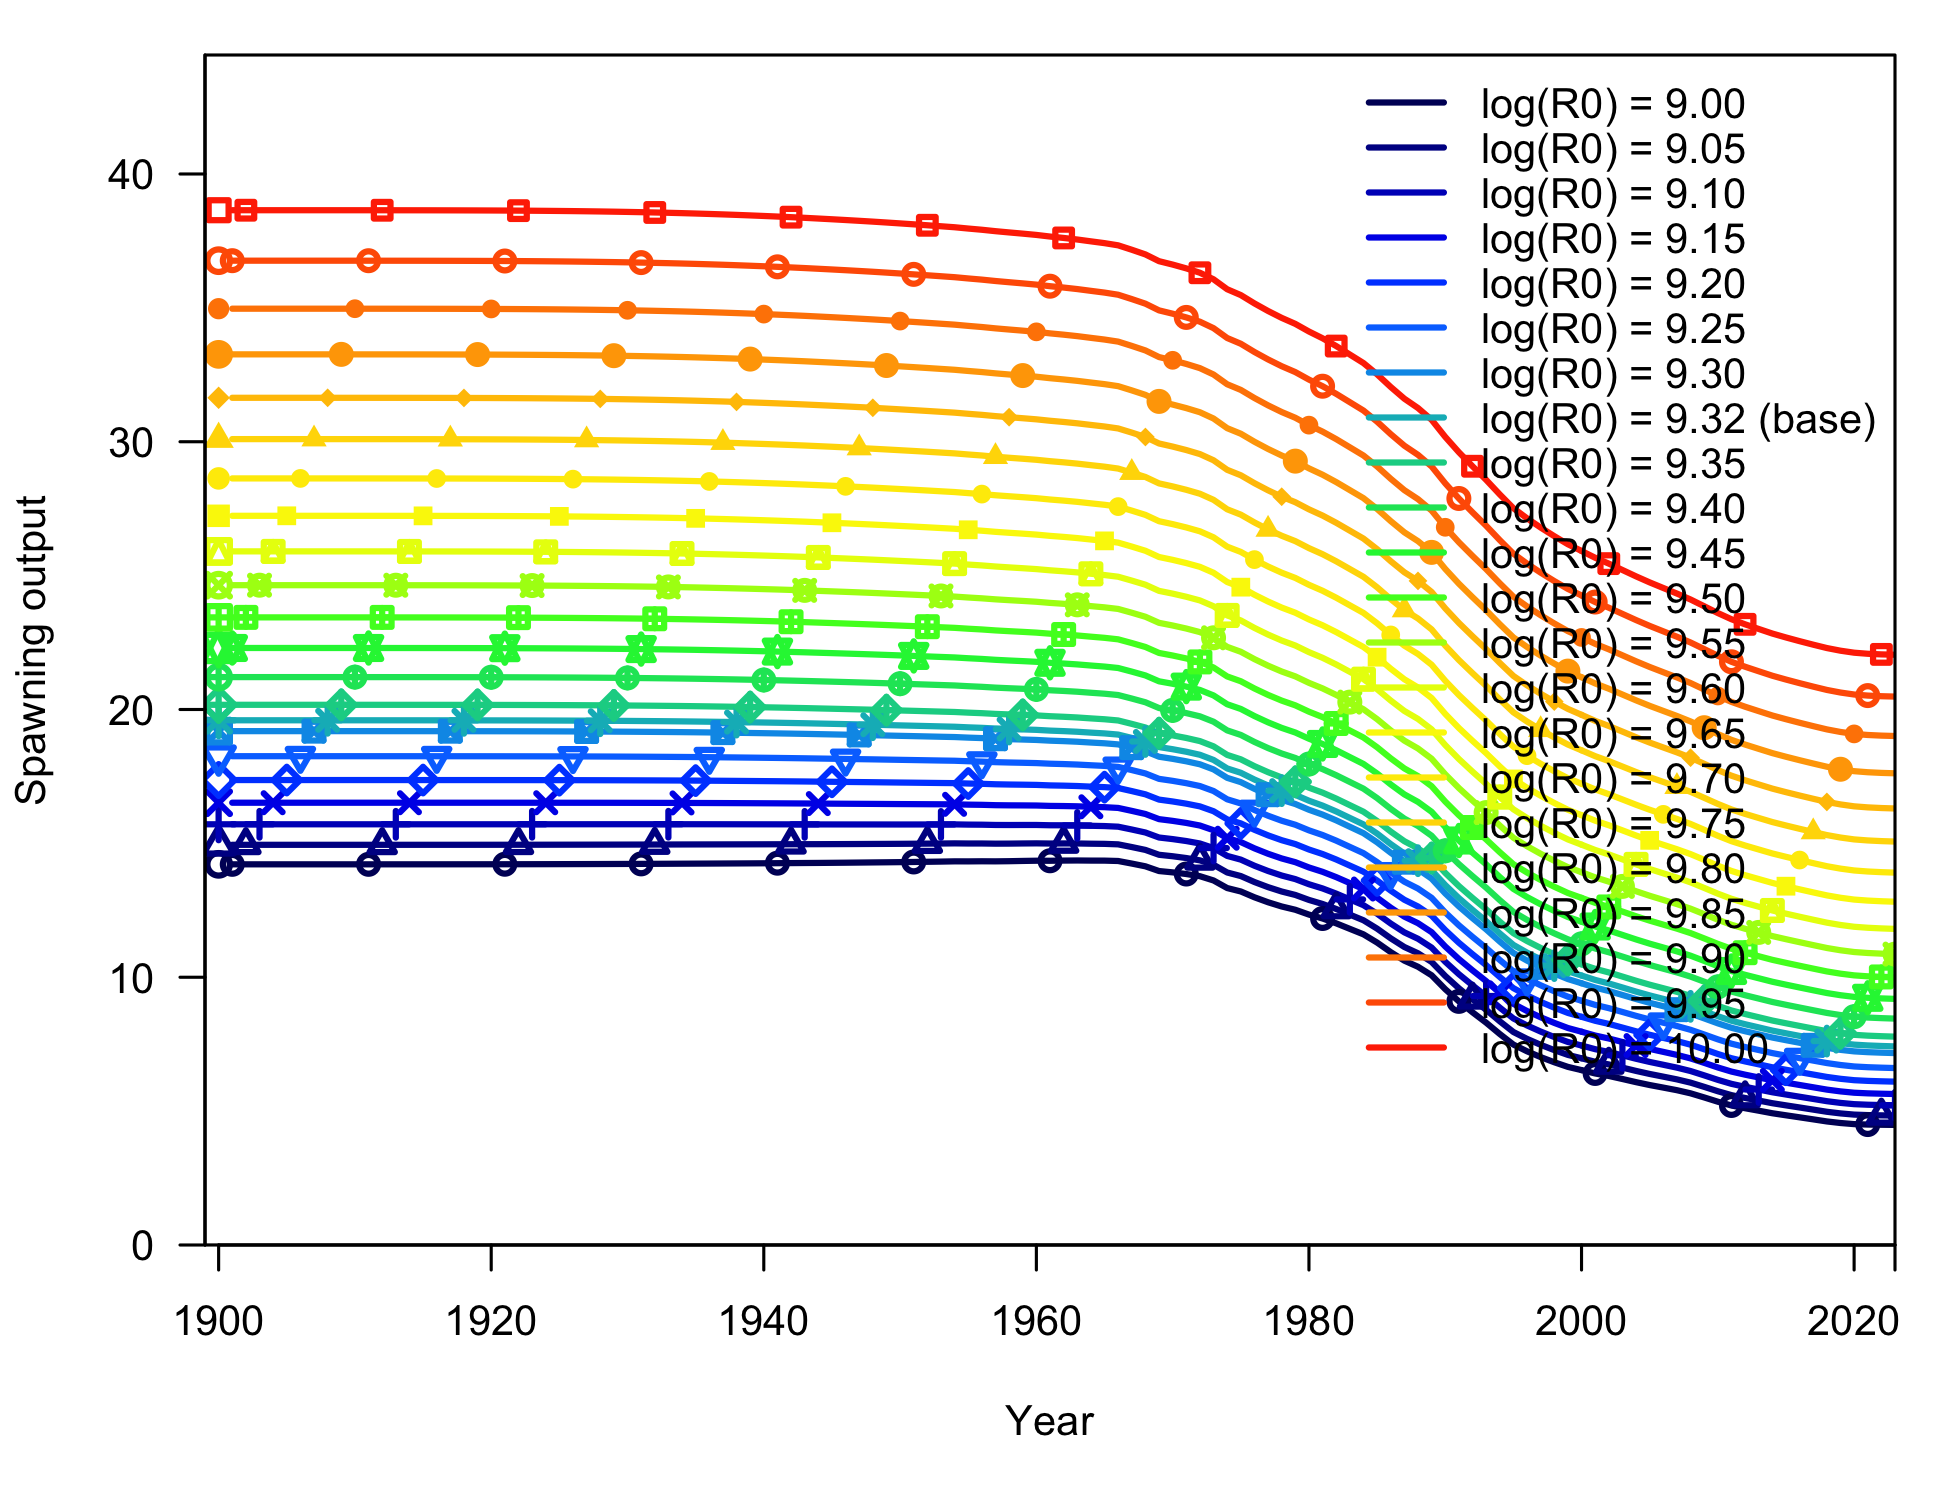 log(R0) = 9.00
log(R0) = 9.05
log(R0) = 9.10
log(R0) = 9.15
log(R0) = 9.20
log(R0) = 9.25
log(R0) = 9.30
log(R0) = 9.32 (base)
log(R0) = 9.35
log(R0) = 9.40
log(R0) = 9.45
log(R0) = 9.50
log(R0) = 9.55
log(R0) = 9.60
log(R0) = 9.65
log(R0) = 9.70
log(R0) = 9.75
log(R0) = 9.80
log(R0) = 9.85
log(R0) = 9.90
log(R0) = 9.95
log(R0) = 10.00
40
30
20
10
0
Spawning output
1900 1920 1940 1960 1980 2000 2020
Year